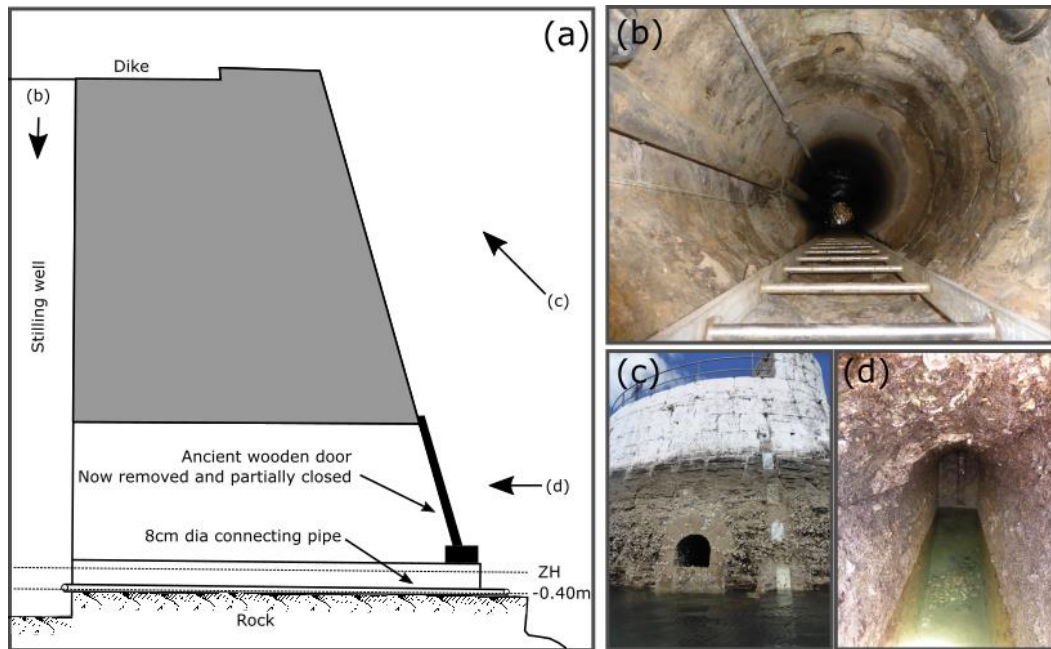 (a)
Dike
(b)
Stilling well
(c)
Ancient wooden door
Now removed and partially closed
(d)
8cm dia connecting pipe
ZH
-0.40m
Rock
(b)
(c)
(d)